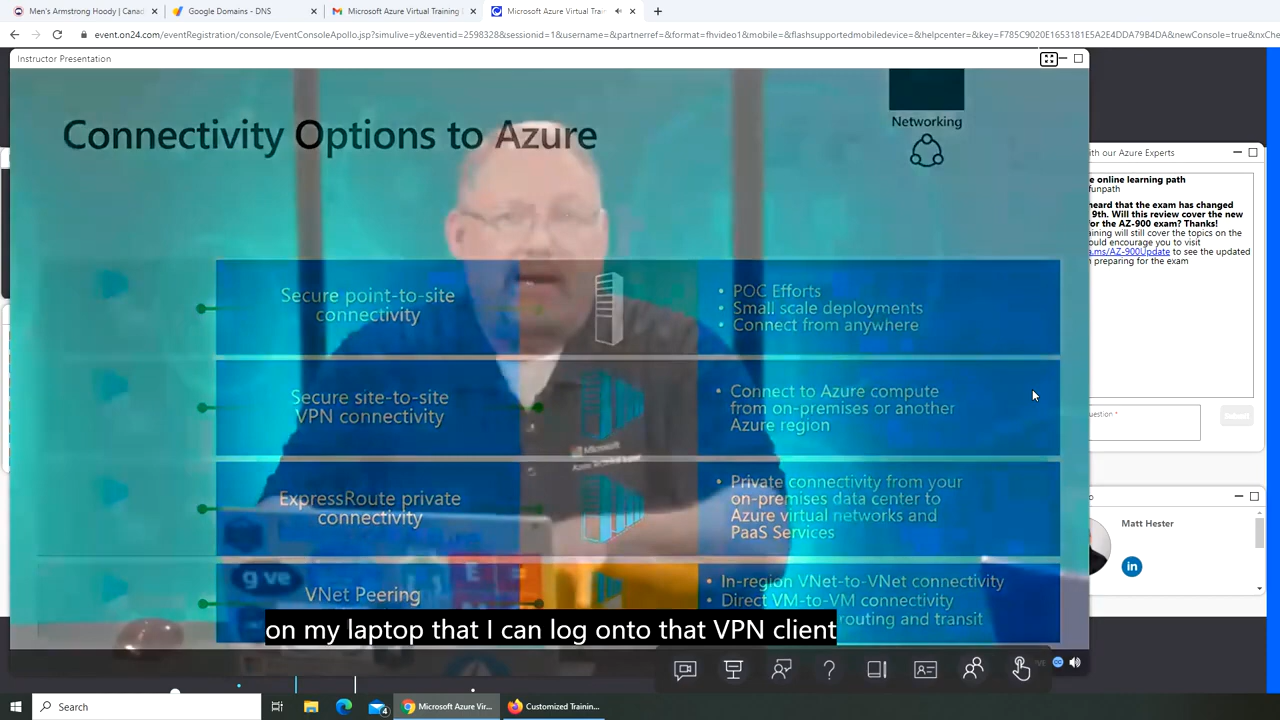 Men's Armstrong Hoody | Canad
Google Domains - DNS
Microsoft Azure Virtual Training D
Microsoft Azure Virtual Train
event.on24.com/eventRegistration/console/EventConsoleApollo.jsp?simulive=y&eventid=2598328&sessionid=1&username=&partnerref=&format=fhvideo1&mobile=&flashsupportedmobiledevice=&helpcenter=&key=F785C9020E1653181E5A2E4DDA79B4DA&newConsole=true&nxChe
Instructor Presentation
Networking
Connectivity Options to Azure
Secure point-to-site
connectivity
• POC Efforts
• Small scale deployments
• Connect from anywhere
Secure site-to-site
VPN connectivity
• Connect to Azure compute
from on-premises or another
Azure region
Microsoft
ExpressRoute private
connectivity
• Private connectivity from your
on-premises data center to
Azure virtual networks and
PaaS Services
VNet Peering
• In-region VNet-to-VNet connectivity
• Direct VM-to-VM connectivity
routing and transit
on my laptop that I can log onto that VPN client
with our Azure Experts
e online learning path
funpath
heard that the exam has changed
9th. Will this review cover the new
for the AZ-900 exam? Thanks!
aining will still cover the topics on the
ould encourage you to visit
a.ms/AZ-900Update to see the updated
n preparing for the exam
uestion *
Submit
Matt Hester
in
CC
Search
4
Microsoft Azure Vir...
Customized Trainin...